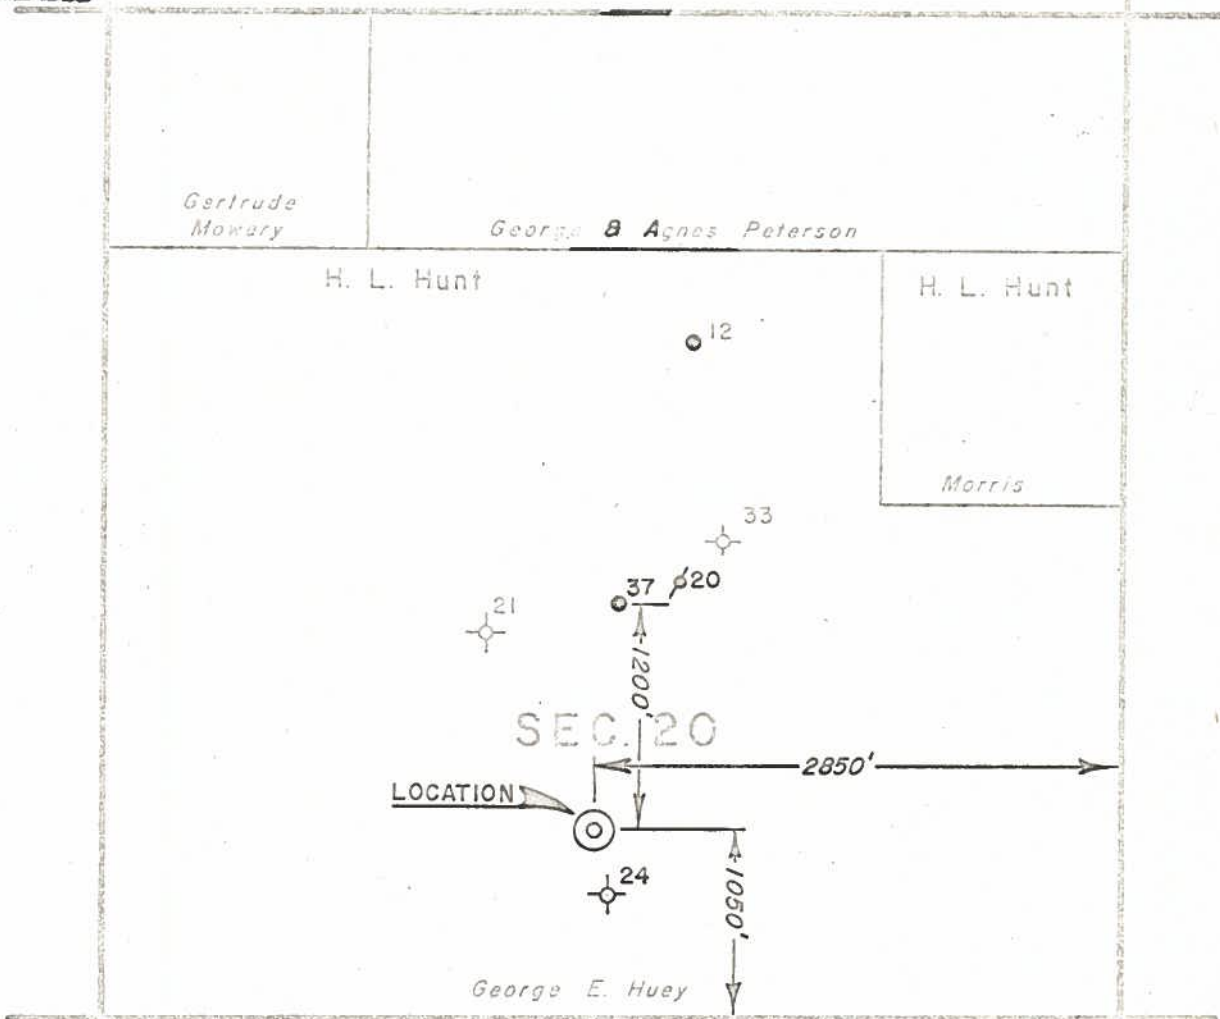 Gertrude
Mowery
George & Agnes Peterson
H. L. Hunt
H. L. Hunt
12
Morris
33
20
37
21
1200'
SEC. 20
2850'
LOCATION
24
1050'
George E. Huey